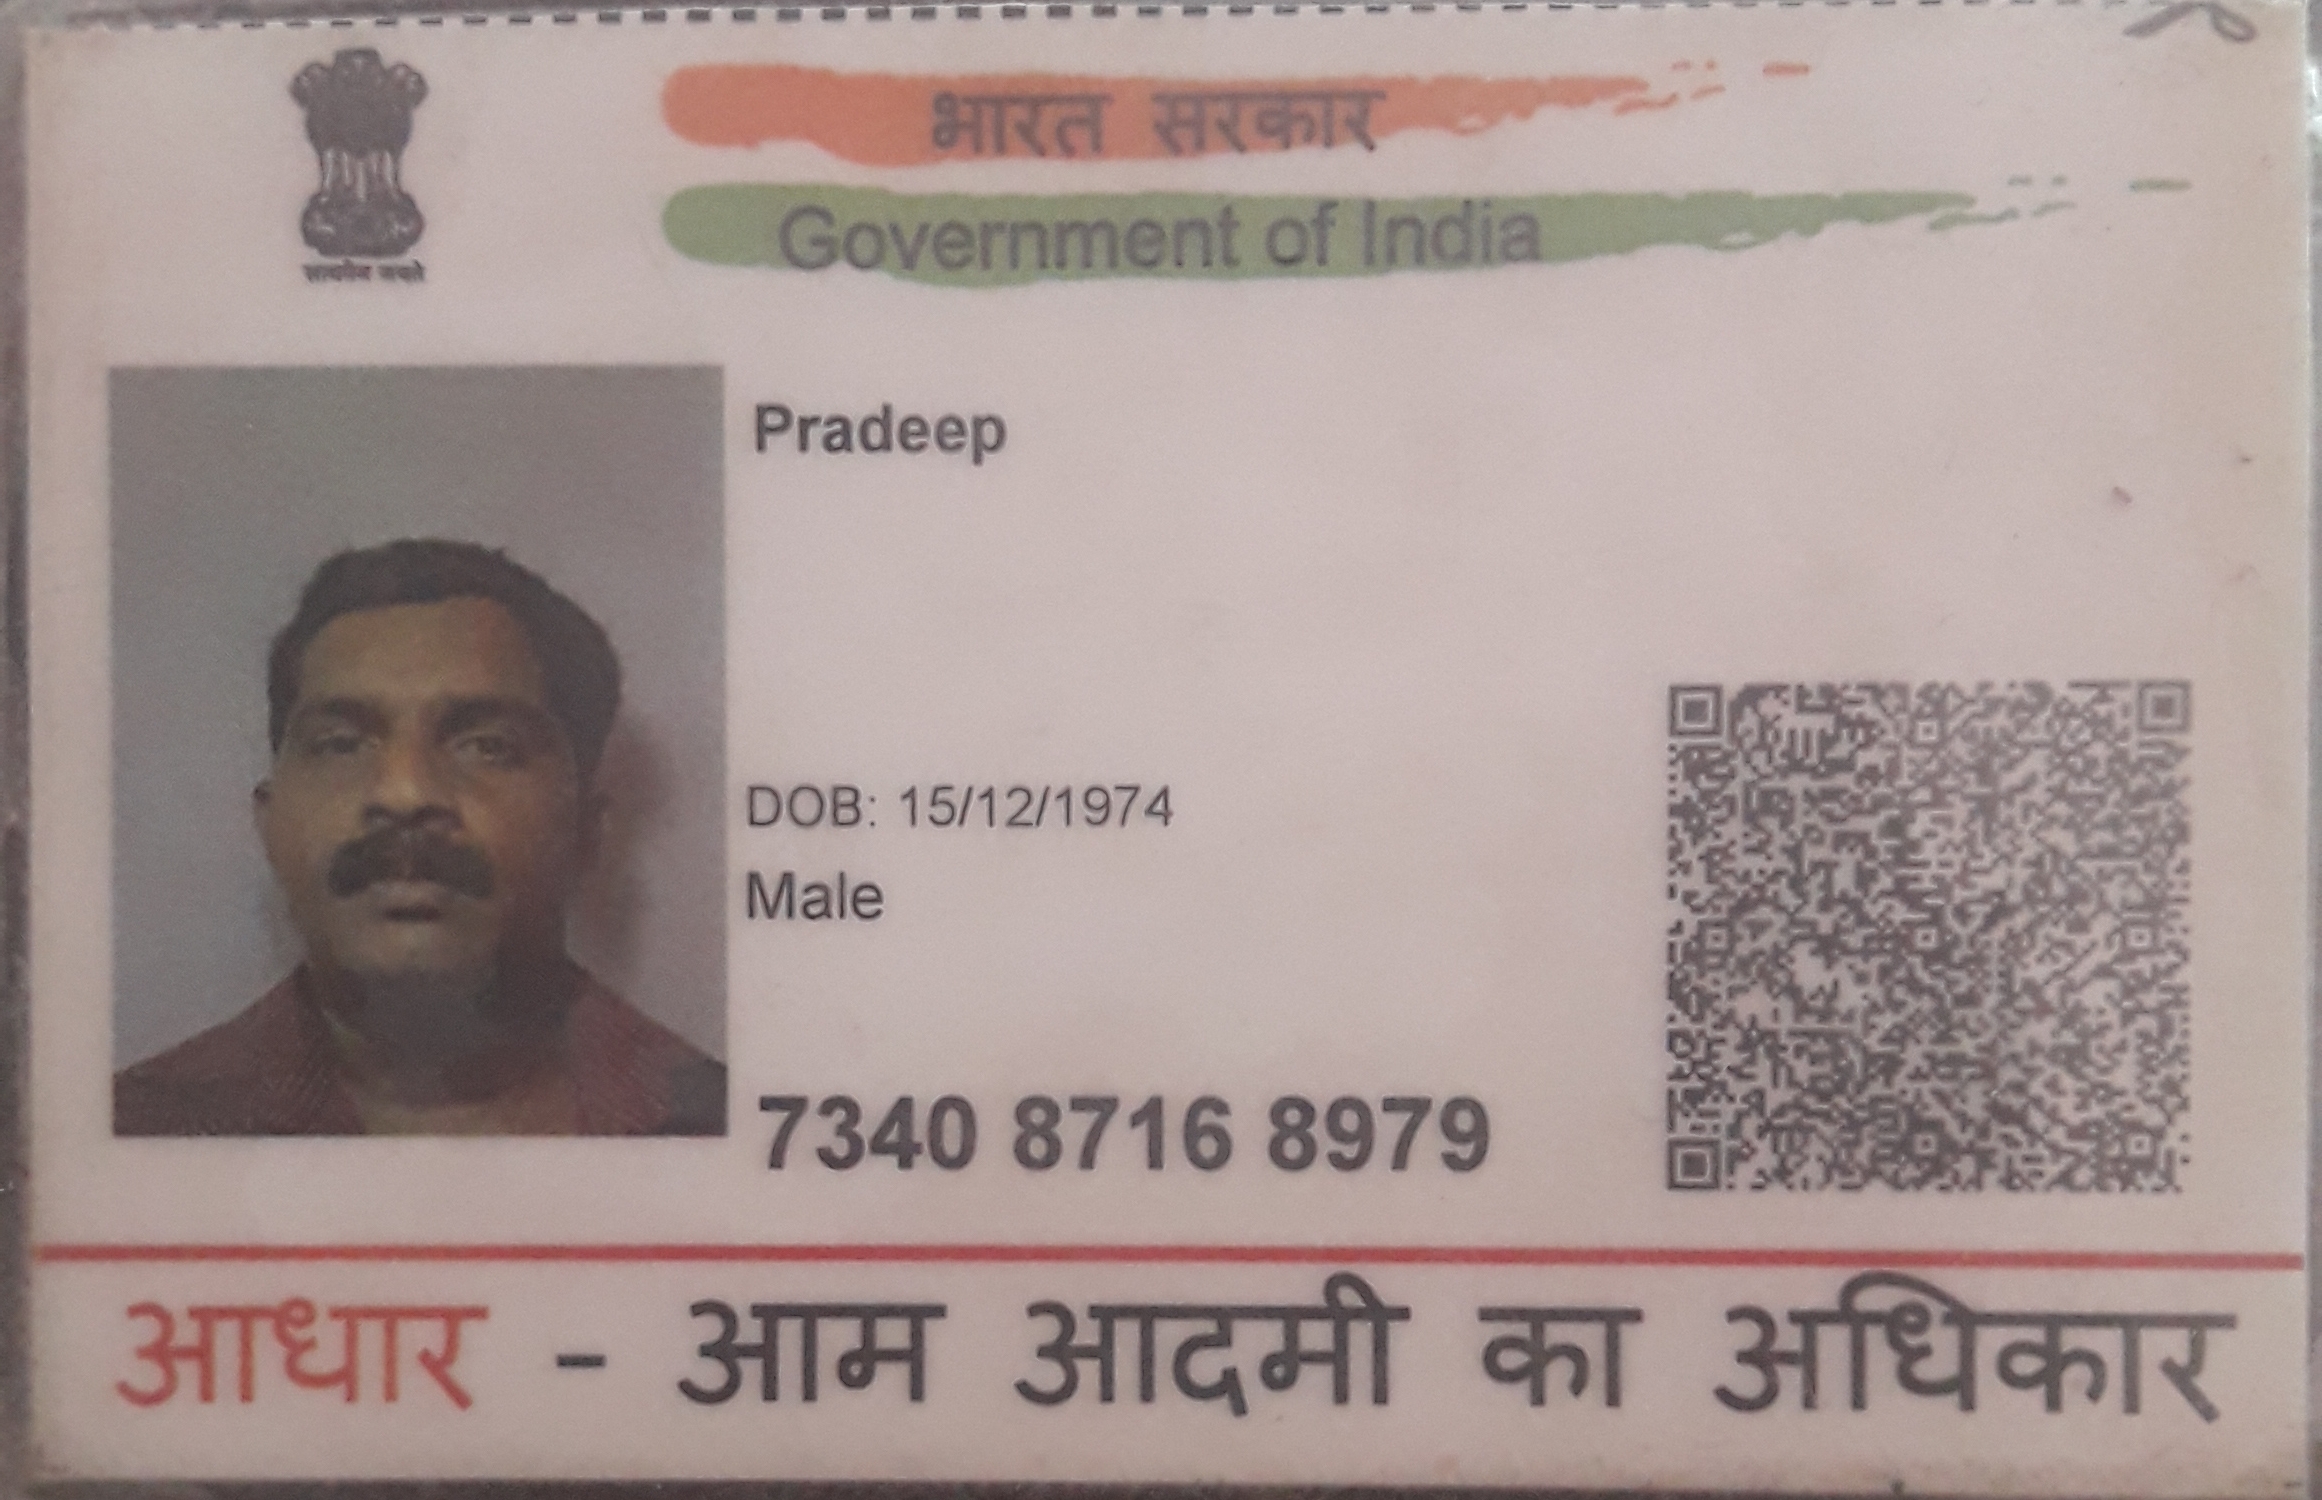 भारत सरकार
Government of India
सत्यमेव जयते
Pradeep
DOB: 15/12/1974
Male
7340 8716 8979
आधार - आम आदमी का अधिकार